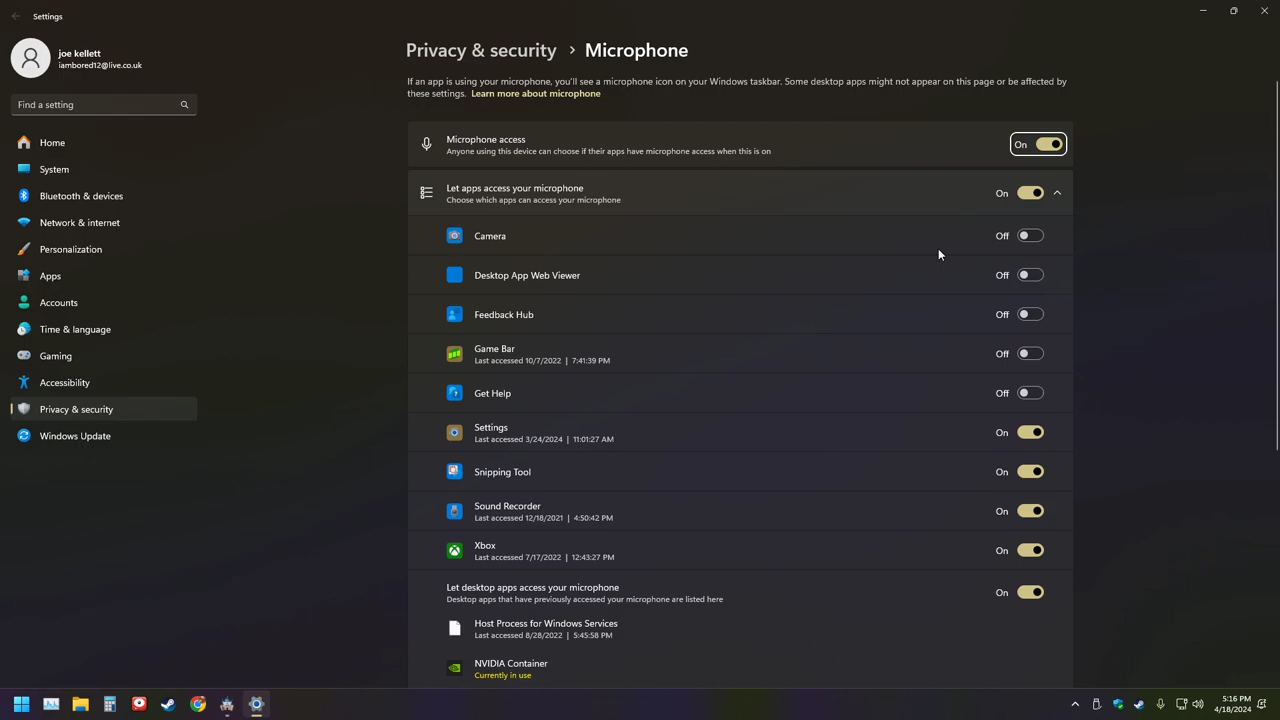 Settings
joe kellett
iambored12@live.co.uk
Find a setting
Home
System
Bluetooth & devices
Network & internet
Personalization
Apps
Accounts
Time & language
Gaming
Accessibility
Privacy & security
Windows Update
Privacy & security > Microphone
If an app is using your microphone, you'll see a microphone icon on your Windows taskbar. Some desktop apps might not appear on this page or be affected by
these settings. Learn more about microphone
Microphone access
Anyone using this device can choose if their apps have microphone access when this is on
On
Let apps access your microphone
Choose which apps can access your microphone
On
Camera
Off
Desktop App Web Viewer
Off
Feedback Hub
Off
Game Bar
Last accessed 10/7/2022 | 7:41:39 PM
Off
Get Help
Off
Settings
Last accessed 3/24/2024 | 11:01:27 AM
On
Snipping Tool
On
Sound Recorder
Last accessed 12/18/2021 | 4:50:42 PM
On
Xbox
Last accessed 7/17/2022 | 12:43:27 PM
On
Let desktop apps access your microphone
Desktop apps that have previously accessed your microphone are listed here
On
Host Process for Windows Services
Last accessed 8/28/2022 | 5:45:58 PM
NVIDIA Container
Currently in use
5:16 PM
4/18/2024